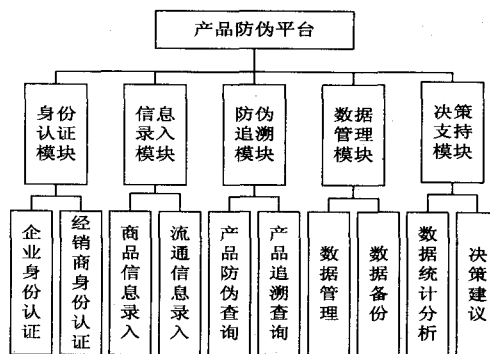 产品防伪平台
身份
认证
模块
信息
录入
模块
防伪
追溯
模块
数据
管理
模块
决策
支持
模块
企业身份认证
经销商身份认证
商品信息录入
流通信息录入
产品防伪查询
产品追溯查询
数据管理
数据备份
数据统计分析
决策建议